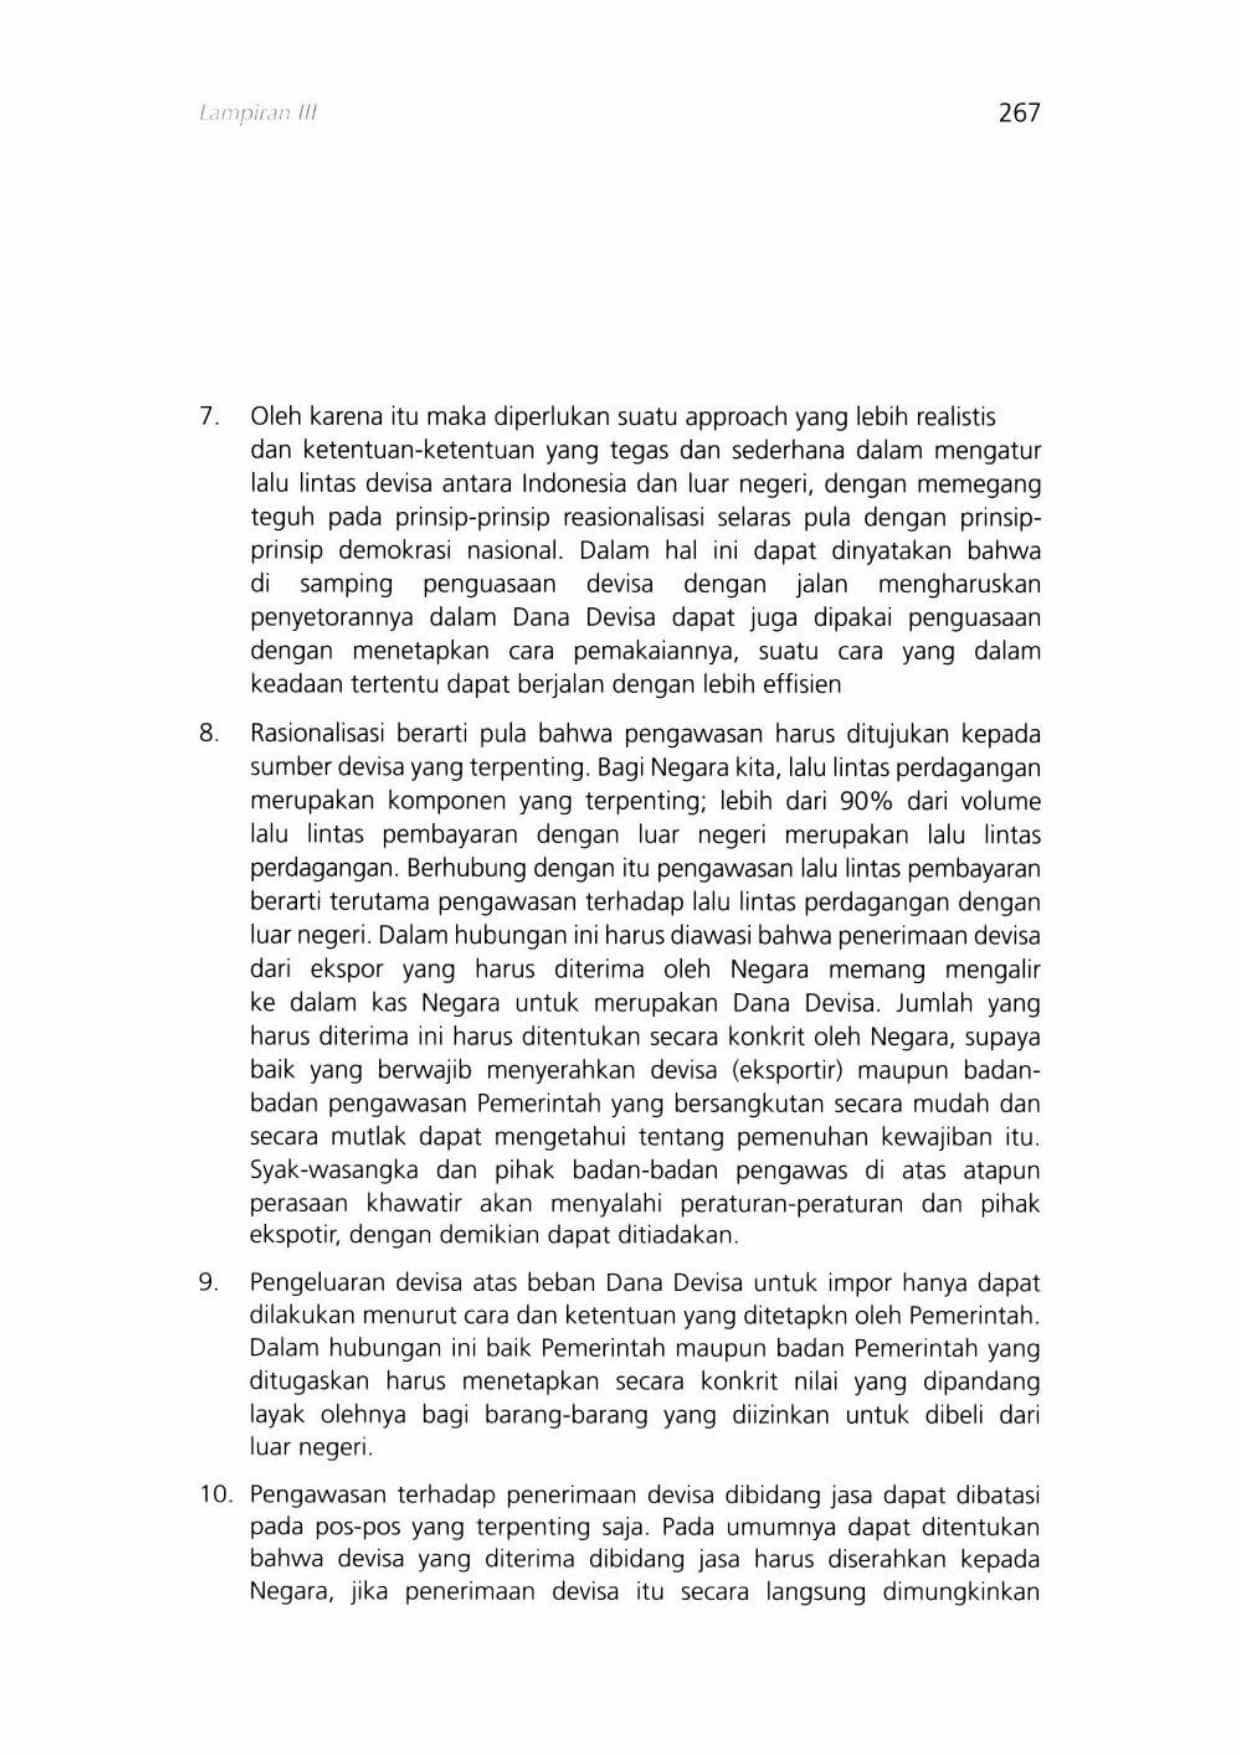 Lampiran III 267
7. Oleh karena itu maka diperlukan suatu approach yang lebih realistis
dan ketentuan-ketentuan yang tegas dan sederhana dalam mengatur
lalu lintas devisa antara Indonesia dan luar negeri, dengan memegang
teguh pada prinsip-prinsip reasionalisasi selaras pula dengan prinsip-
prinsip demokrasi nasional. Dalam hal ini dapat dinyatakan bahwa
di samping penguasaan devisa dengan jalan mengharuskan
penyetorannya dalam Dana Devisa dapat juga dipakai penguasaan
dengan menetapkan cara pemakaiannya, suatu cara yang dalam
keadaan tertentu dapat berjalan dengan lebih effisien
8. Rasionalisasi berarti pula bahwa pengawasan harus ditujukan kepada
sumber devisa yang terpenting. Bagi Negara kita, lalu lintas perdagangan
merupakan komponen yang terpenting; lebih dari 90% dari volume
lalu lintas pembayaran dengan luar negeri merupakan lalu lintas
perdagangan. Berhubung dengan itu pengawasan lalu lintas pembayaran
berarti terutama pengawasan terhadap lalu lintas perdagangan dengan
luar negeri. Dalam hubungan ini harus diawasi bahwa penerimaan devisa
dari ekspor yang harus diterima oleh Negara memang mengalir
ke dalam kas Negara untuk merupakan Dana Devisa. Jumlah yang
harus diterima ini harus ditentukan secara konkrit oleh Negara, supaya
baik yang berwajib menyerahkan devisa (eksportir) maupun badan-
badan pengawasan Pemerintah yang bersangkutan secara mudah dan
secara mutlak dapat mengetahui tentang pemenuhan kewajiban itu.
Syak-wasangka dan pihak badan-badan pengawas di atas atapun
perasaan khawatir akan menyalahi peraturan-peraturan dan pihak
ekspotir, dengan demikian dapat ditiadakan.
9. Pengeluaran devisa atas beban Dana Devisa untuk impor hanya dapat
dilakukan menurut cara dan ketentuan yang ditetapkn oleh Pemerintah.
Dalam hubungan ini baik Pemerintah maupun badan Pemerintah yang
ditugaskan harus menetapkan secara konkrit nilai yang dipandang
layak olehnya bagi barang-barang yang diizinkan untuk dibeli dari
luar negeri.
10. Pengawasan terhadap penerimaan devisa dibidang jasa dapat dibatasi
pada pos-pos yang terpenting saja. Pada umumnya dapat ditentukan
bahwa devisa yang diterima dibidang jasa harus diserahkan kepada
Negara, jika penerimaan devisa itu secara langsung dimungkinkan